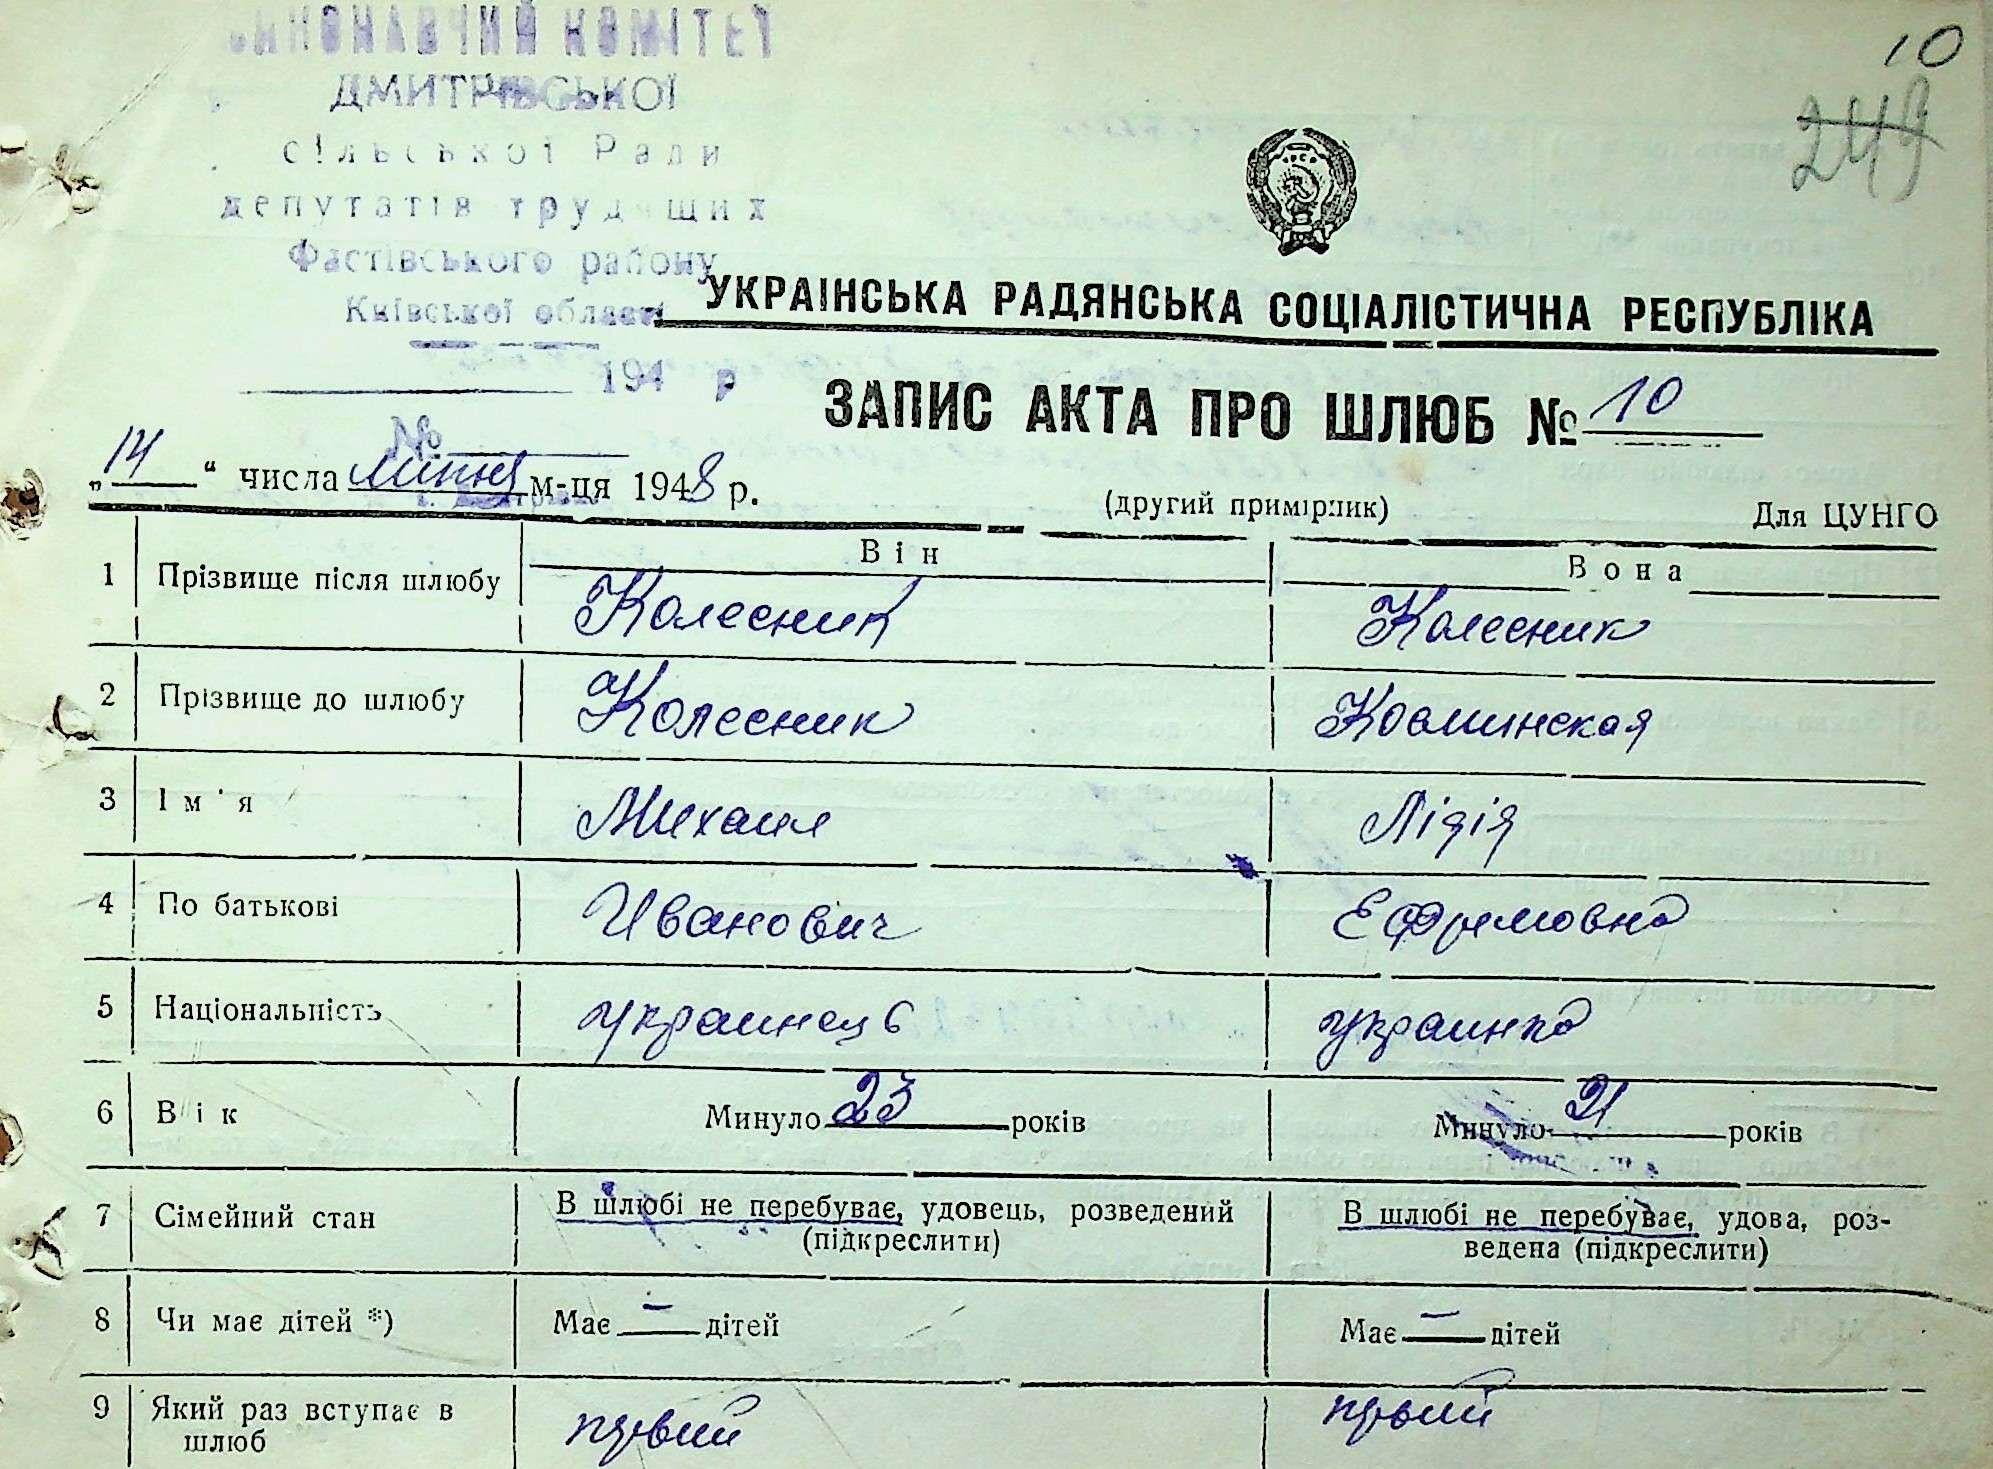 ВИКОНАВЧИЙ КОМІТЕТ
ДМИТРІВСЬКОЇ
сільської Ради
депутатів трудящих
Фастівського району
Київської області
194 р
№
10
249
УКРАЇНСЬКА РАДЯНСЬКА СОЦІАЛІСТИЧНА РЕСПУБЛІКА
ЗАПИС АКТА ПРО ШЛЮБ № 10
„14“ числа липня м-ця 1948 р.
(другий примірник) Для ЦУНГО
Він Вона
1 Прізвище після шлюбу Колесник Колесник
2 Прізвище до шлюбу Колесник
3 Ім'я Михаил Лідія
4 По батькові Иванович Ефремовна
5 Національність украинець украинка
6 Вік Минуло 23 років Минуло 21 років
7 Сімейний стан В шлюбі не перебуває, удовець, розведений В шлюбі не перебуває, удова, роз-
(підкреслити) ведена (підкреслити)
8 Чи має дітей *) Має — дітей Має — дітей
9 Який раз вступає в
шлюб первий первий